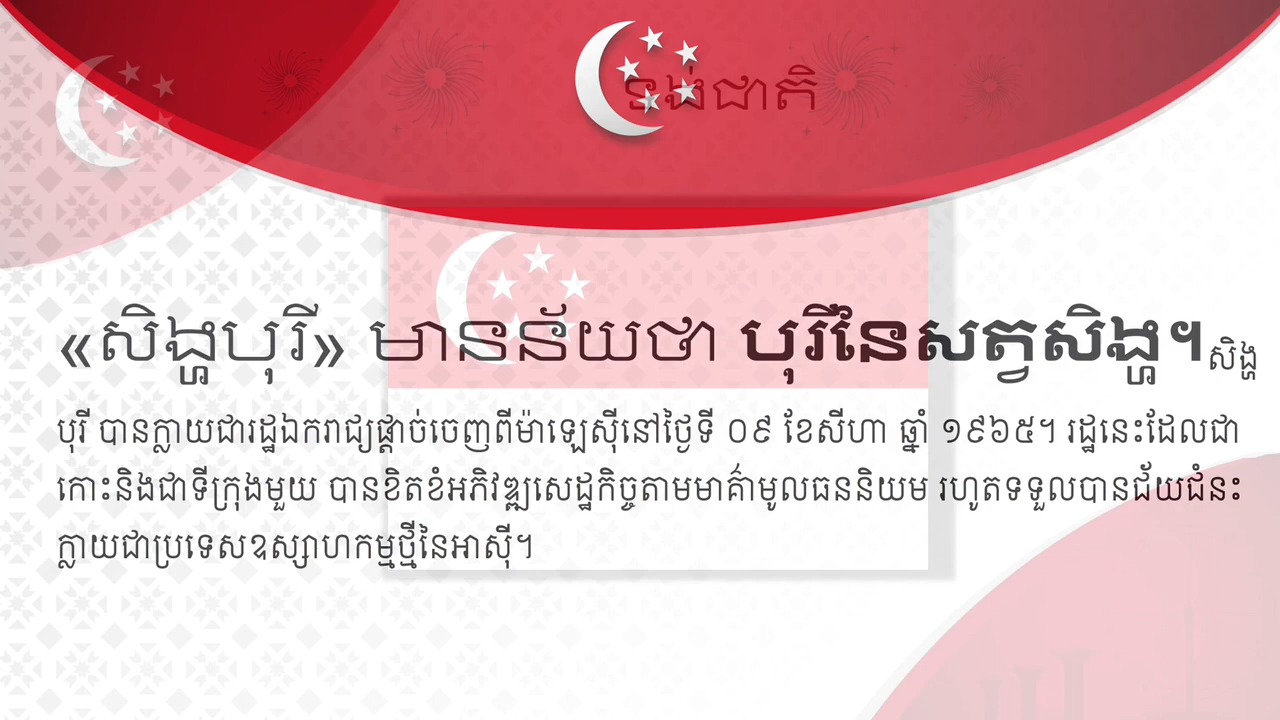 ទង់ជាតិ
«សិង្ហបុរី» មានន័យថា បុរីនៃសត្វសិង្ហ។ សិង្ហ
បុរី បានក្លាយជារដ្ឋឯករាជ្យផ្តាច់ចេញពីម៉ាឡេស៊ីនៅថ្ងៃទី ០៩ ខែសីហា ឆ្នាំ ១៩៦៥។ រដ្ឋនេះដែលជា
កោះនិងជាទីក្រុងមួយ បានខិតខំអភិវឌ្ឍសេដ្ឋកិច្ចតាមមាគ៌ាមូលធននិយម រហូតទទួលបានជ័យជំនះ
ក្លាយជាប្រទេសឧស្សាហកម្មថ្មីនៃអាស៊ី។